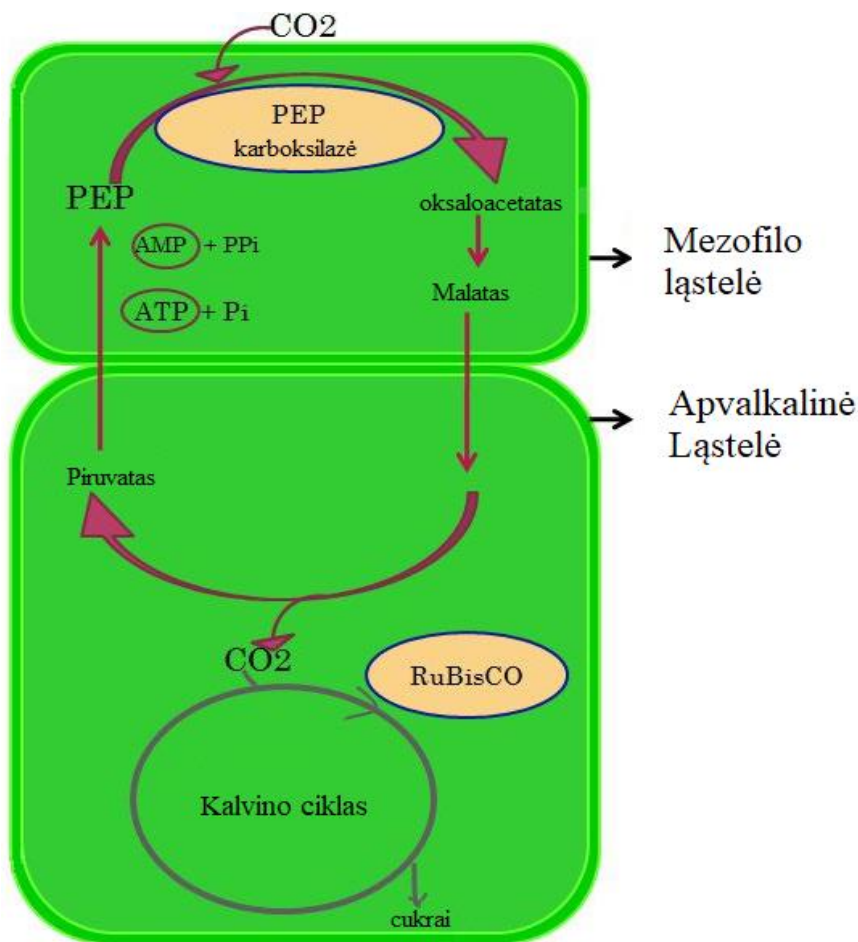 CO2
PEP
karboksilazė
PEP
oksaloacetatas
AMP + PPi
ATP + Pi
Malatas
Mezofilo
ląstelė
Apvalkalinė
Ląstelė
Piruvatas
CO2
RuBisCO
Kalvino ciklas
cukrai